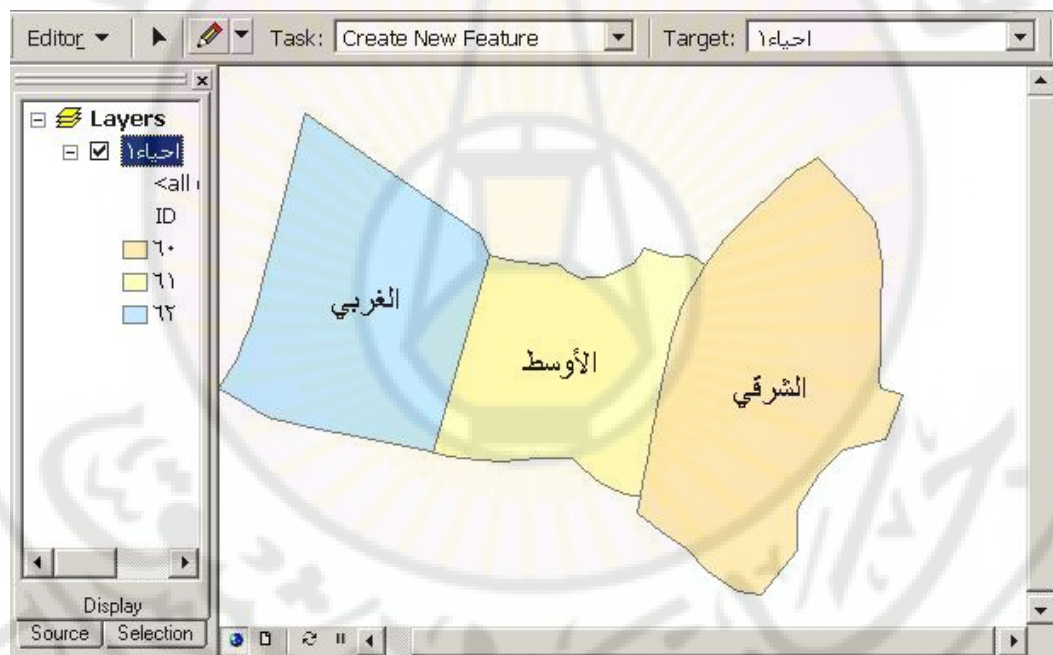 Editor Task: Create New Feature Target: احياء١
Layers
احياء١
<all
ID
٦٠
٦١
٦٢
الغربي
الأوسط
الشرقي
Display
Source Selection